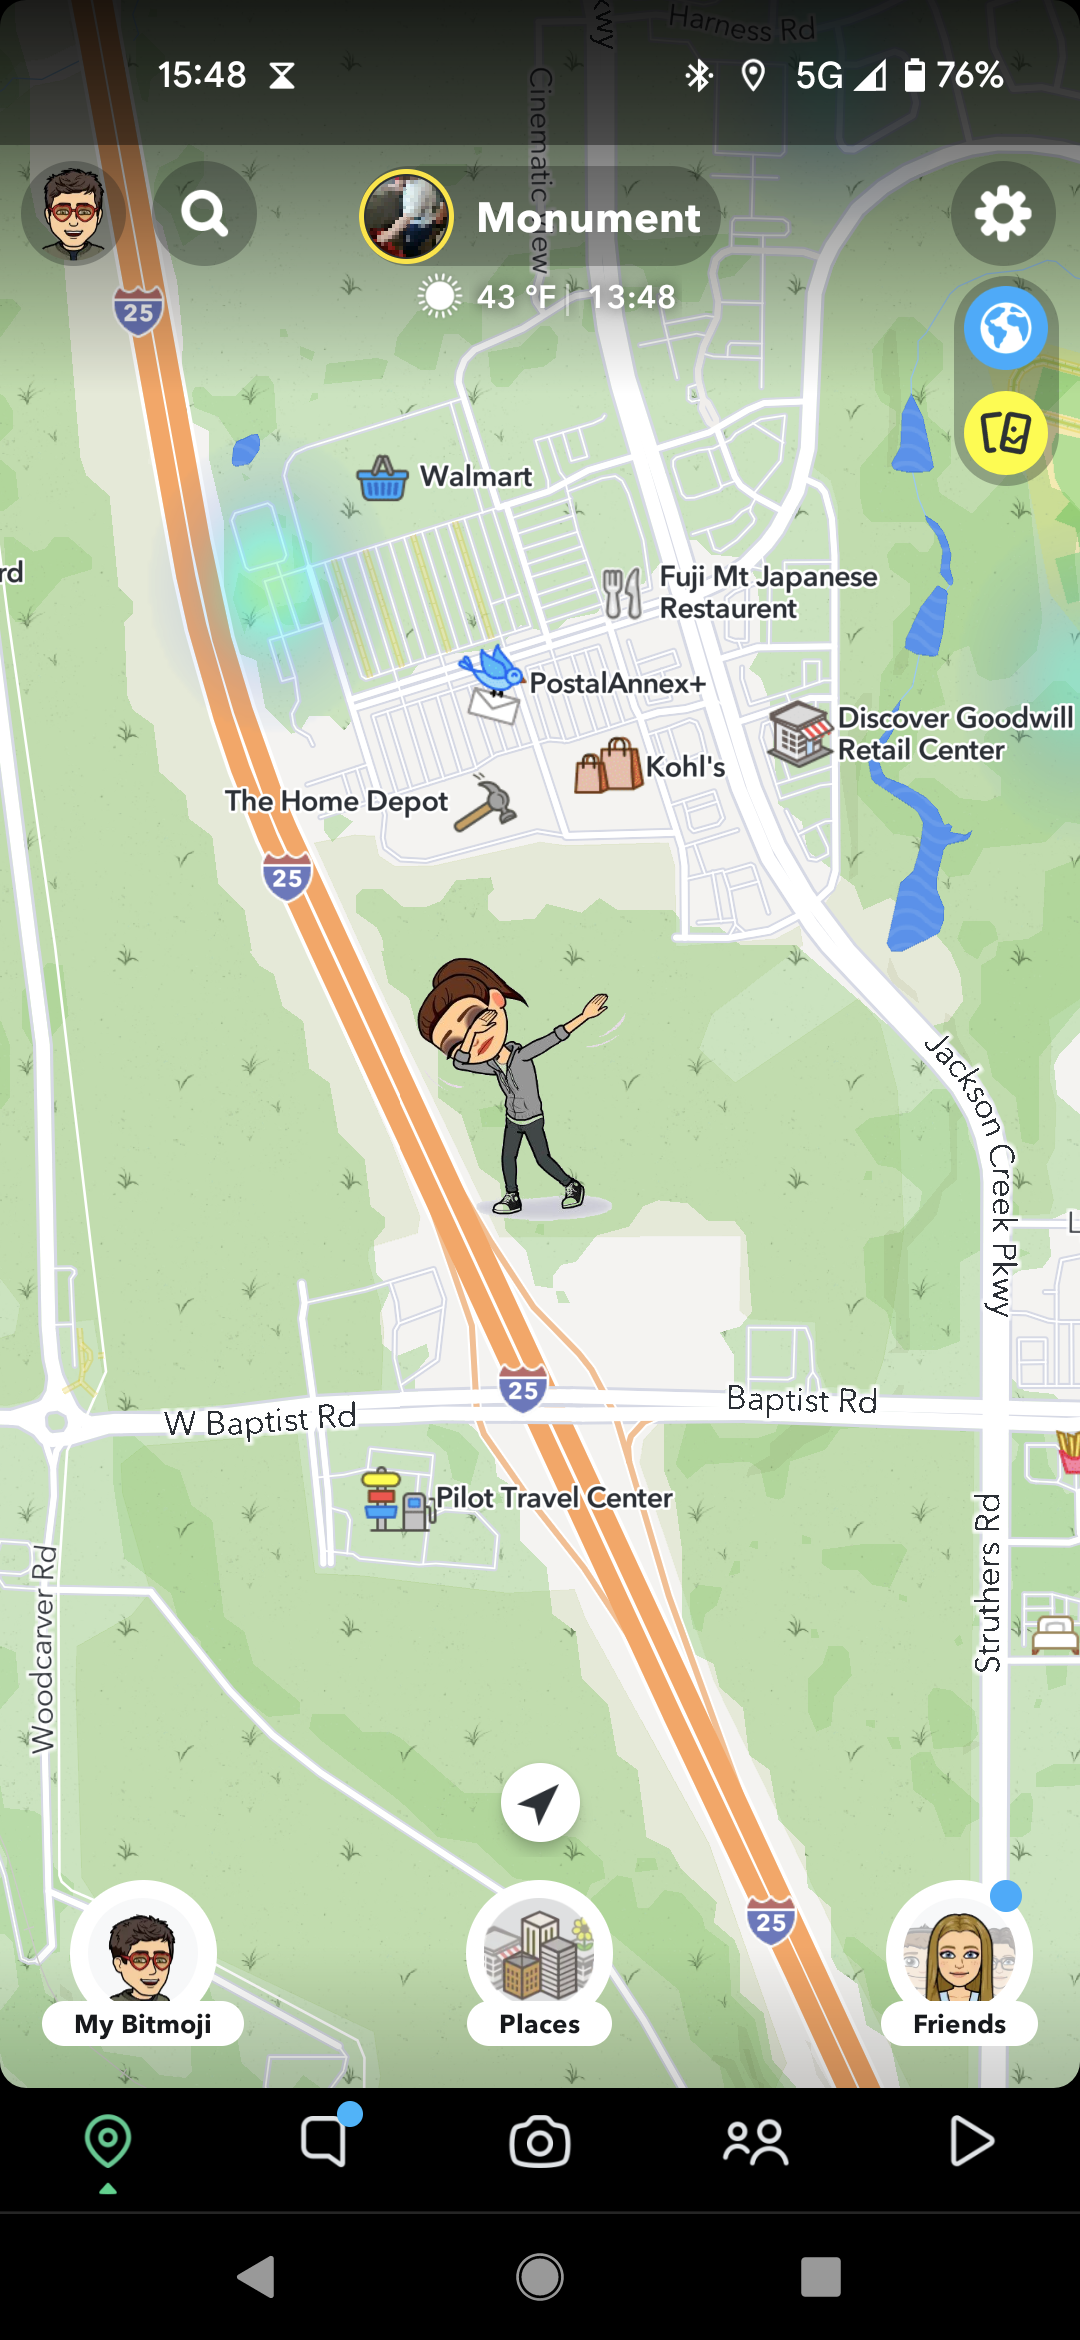 Harness Rd
kwy
15:48
5G
76%
Cinematic View
Monument
43 °F | 13:48
25
Walmart
rd
Fuji Mt Japanese
Restaurent
PostalAnnex+
Discover Goodwill
Retail Center
Kohl's
The Home Depot
25
Jackson Creek Pkwy
L
25
Baptist Rd
W Baptist Rd
Pilot Travel Center
Struthers Rd
Woodcarver Rd
25
My Bitmoji
Places
Friends